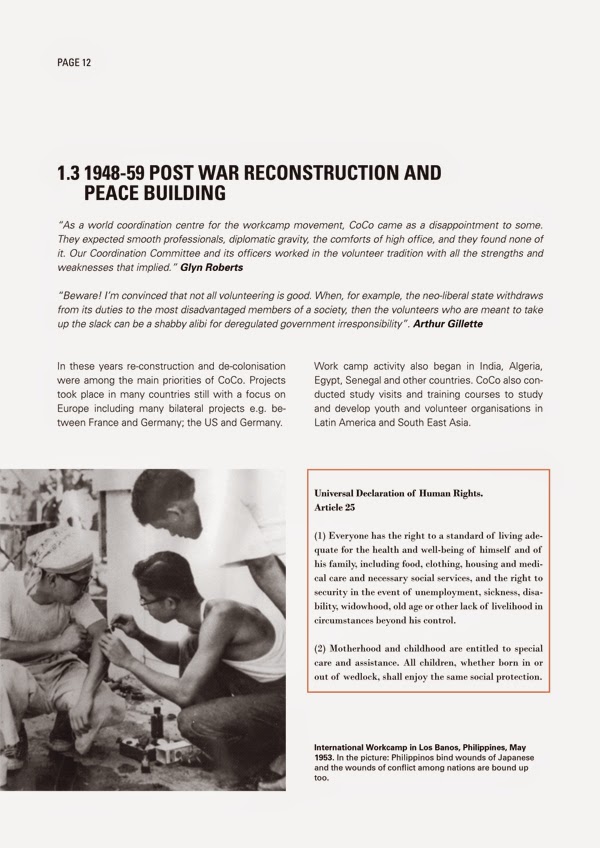 PAGE 12
1.3 1948-59 POST WAR RECONSTRUCTION AND
PEACE BUILDING
“As a world coordination centre for the workcamp movement, CoCo came as a disappointment to some.
They expected smooth professionals, diplomatic gravity, the comforts of high office, and they found none of
it. Our Coordination Committee and its officers worked in the volunteer tradition with all the strengths and
weaknesses that implied.” Glyn Roberts
“Beware! I’m convinced that not all volunteering is good. When, for example, the neo-liberal state withdraws
from its duties to the most disadvantaged members of a society, then the volunteers who are meant to take
up the slack can be a shabby alibi for deregulated government irresponsibility”. Arthur Gillette
In these years re-construction and de-colonisation
were among the main priorities of CoCo. Projects
took place in many countries still with a focus on
Europe including many bilateral projects e.g. be-
tween France and Germany; the US and Germany.
Work camp activity also began in India, Algeria,
Egypt, Senegal and other countries. CoCo also con-
ducted study visits and training courses to study
and develop youth and volunteer organisations in
Latin America and South East Asia.
Universal Declaration of Human Rights.
Article 25
(1) Everyone has the right to a standard of living ade-
quate for the health and well-being of himself and of
his family, including food, clothing, housing and medi-
cal care and necessary social services, and the right to
security in the event of unemployment, sickness, disa-
bility, widowhood, old age or other lack of livelihood in
circumstances beyond his control.
(2) Motherhood and childhood are entitled to special
care and assistance. All children, whether born in or
out of wedlock, shall enjoy the same social protection.
International Workcamp in Los Banos, Philippines, May
1953. In the picture: Philippinos bind wounds of Japanese
and the wounds of conflict among nations are bound up
too.